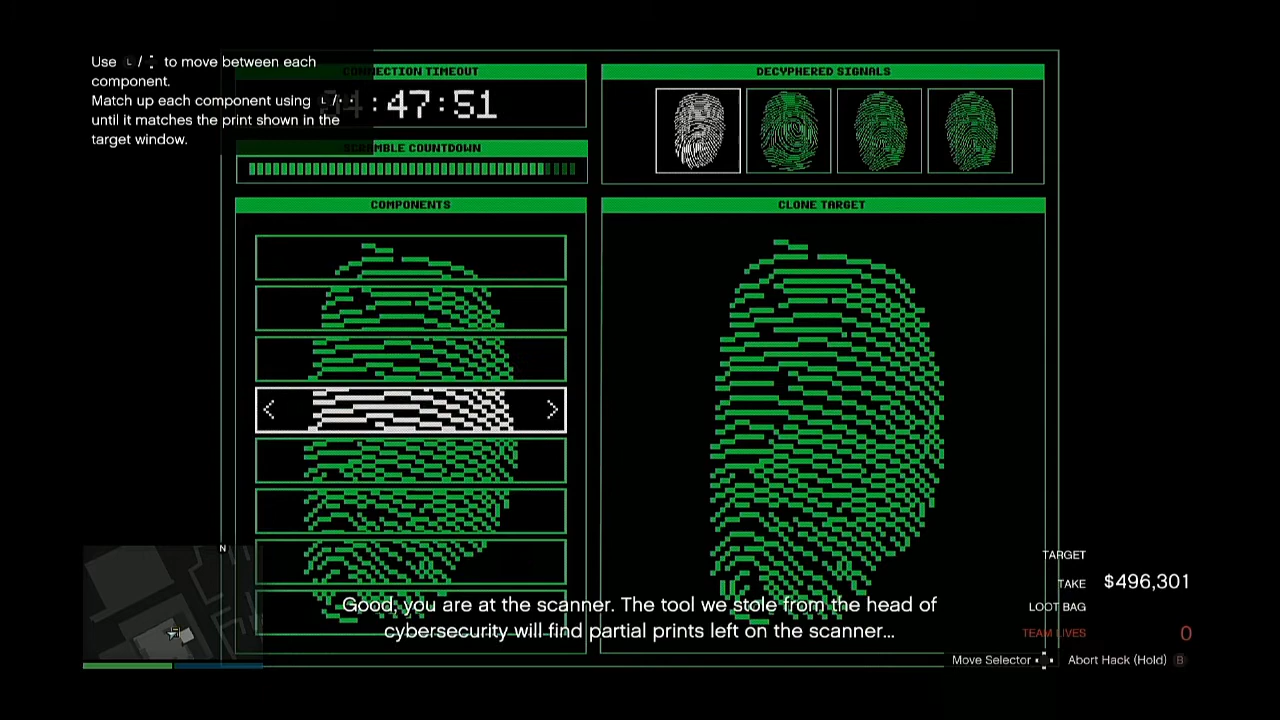 Use L / to move between each
component.
Match up each component using L /
until it matches the print shown in the
target window.
CONNECTION TIMEOUT
:47:51
SCRAMBLE COUNTDOWN
DECYPHERED SIGNALS
COMPONENTS
CLONE TARGET
N
TARGET
TAKE $496,301
LOOT BAG
TEAM LIVES 0
Good, you are at the scanner. The tool we stole from the head of
cybersecurity will find partial prints left on the scanner...
Move Selector Abort Hack (Hold) B